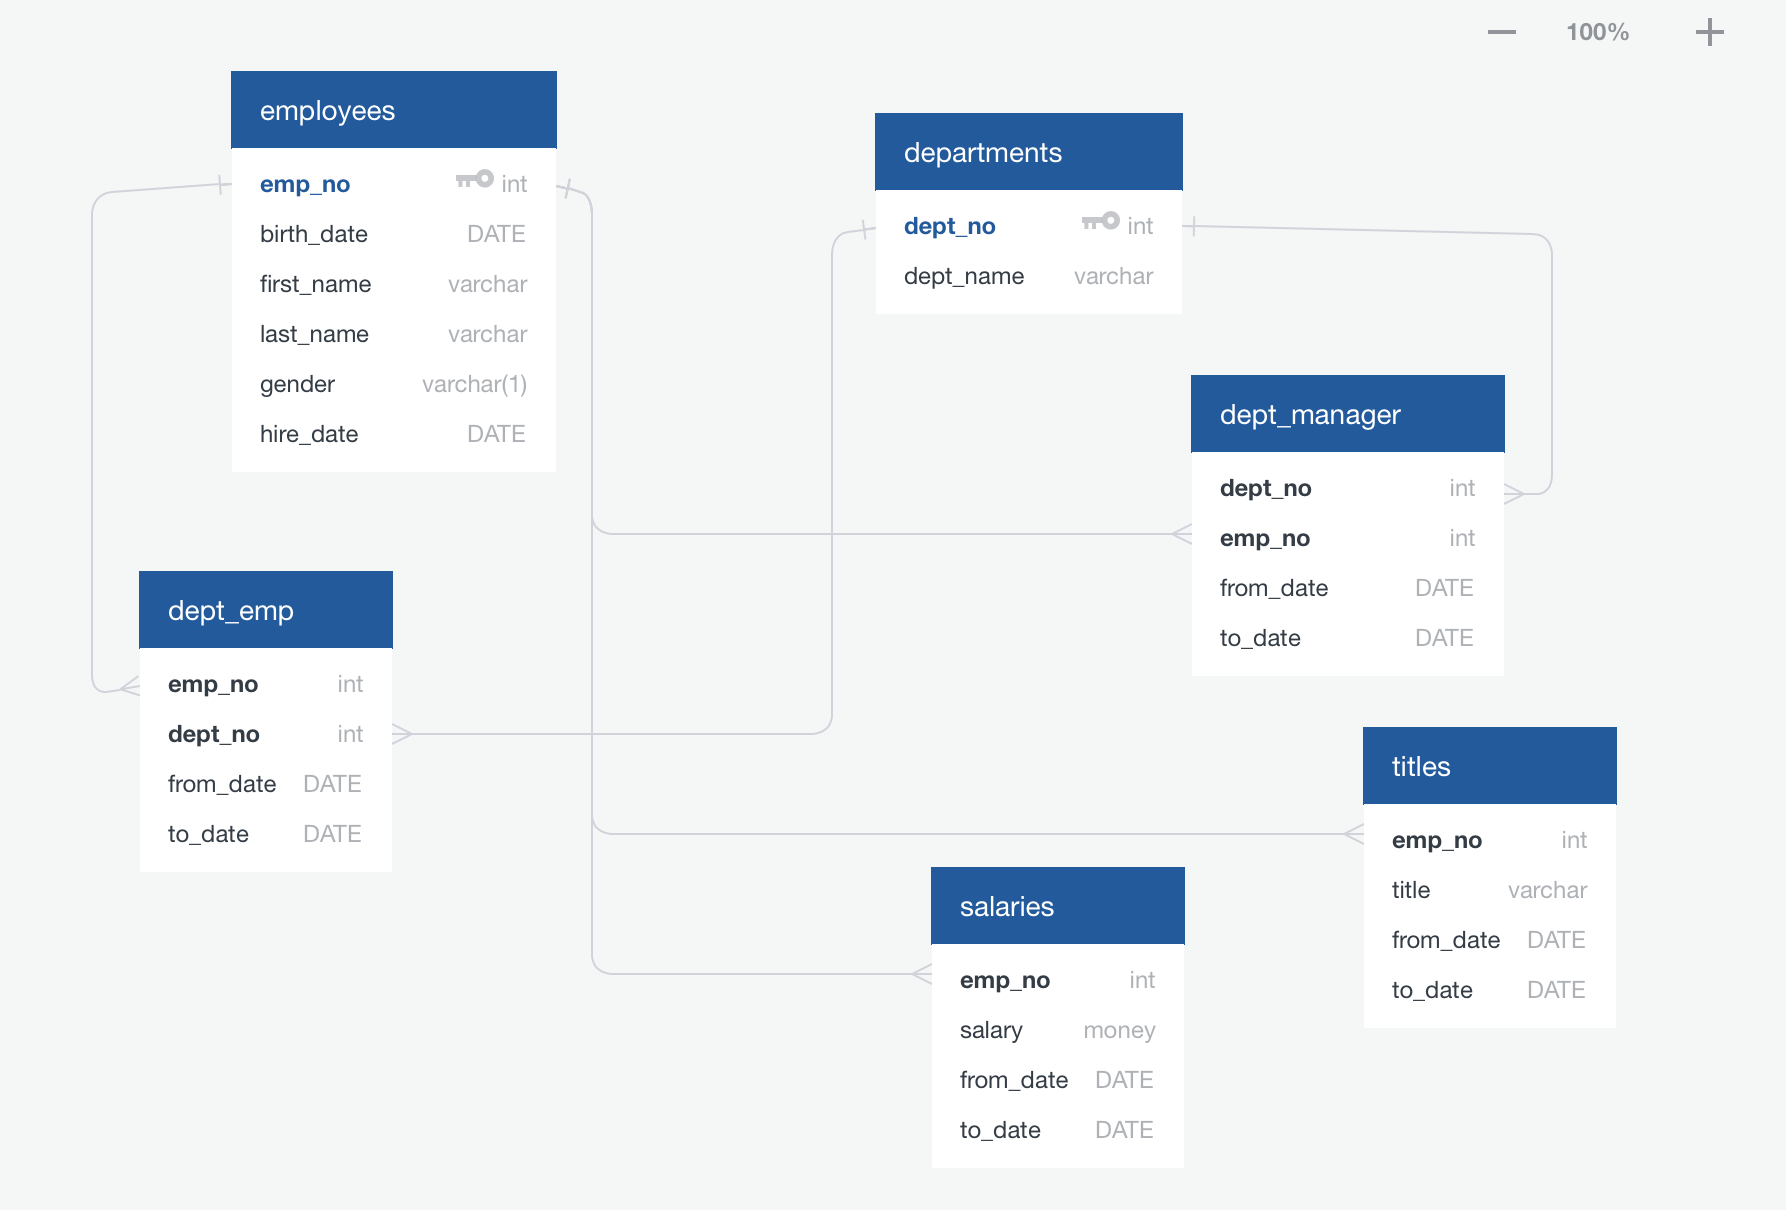 100%
employees
emp_no int
birth_date DATE
first_name varchar
last_name varchar
gender varchar(1)
hire_date DATE
departments
dept_no int
dept_name varchar
dept_manager
dept_no int
emp_no int
from_date DATE
to_date DATE
dept_emp
emp_no int
dept_no int
from_date DATE
to_date DATE
titles
emp_no int
title varchar
from_date DATE
to_date DATE
salaries
emp_no int
salary money
from_date DATE
to_date DATE